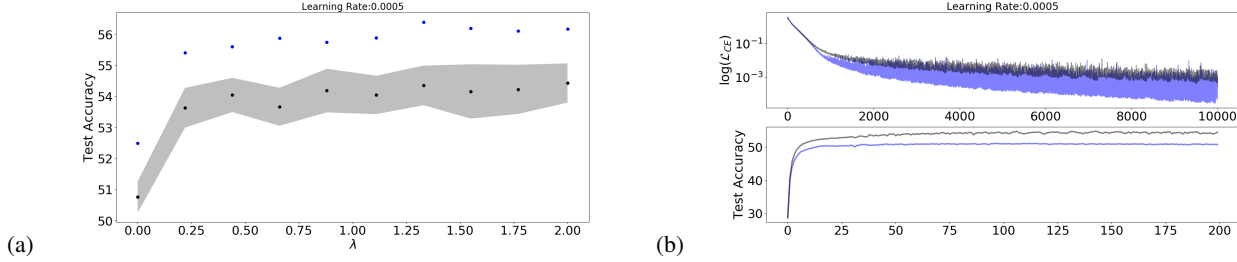 Learning Rate:0.0005
56
55
54
53
52
51
50
Test Accuracy
0.00 0.25 0.50 0.75 1.00 1.25 1.50 1.75 2.00
λ
(a)
Learning Rate:0.0005
10⁻¹
10⁻³
log(ℒ_CE)
0 2000 4000 6000 8000 10000
50
40
30
Test Accuracy
0 25 50 75 100 125 150 175 200
(b)